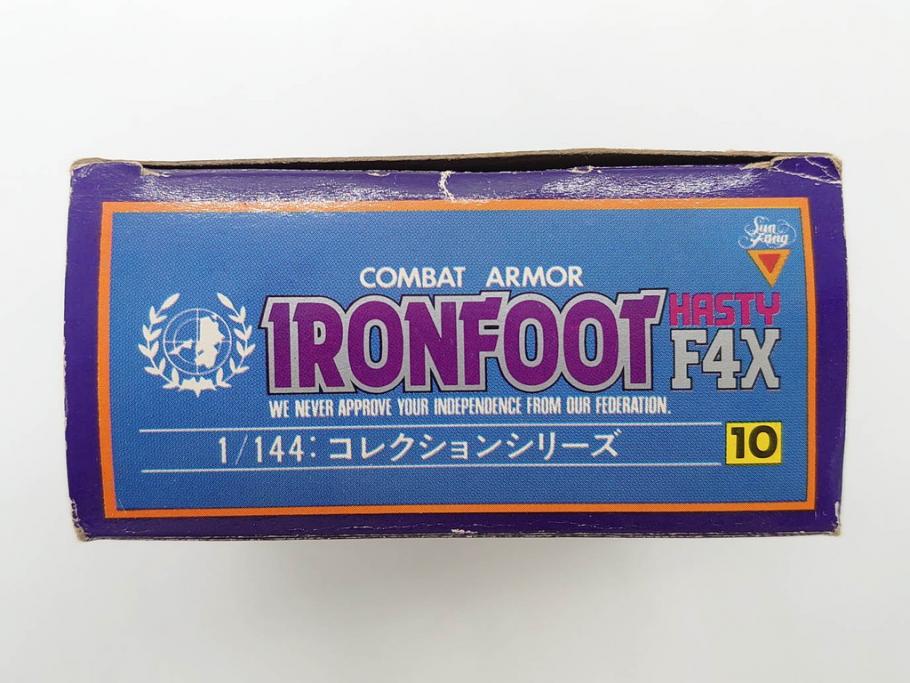 Sun Fang
COMBAT ARMOR
IRONFOOT HASTY F4X
WE NEVER APPROVE YOUR INDEPENDENCE FROM OUR FEDERATION.
1/144:コレクションシリーズ 10